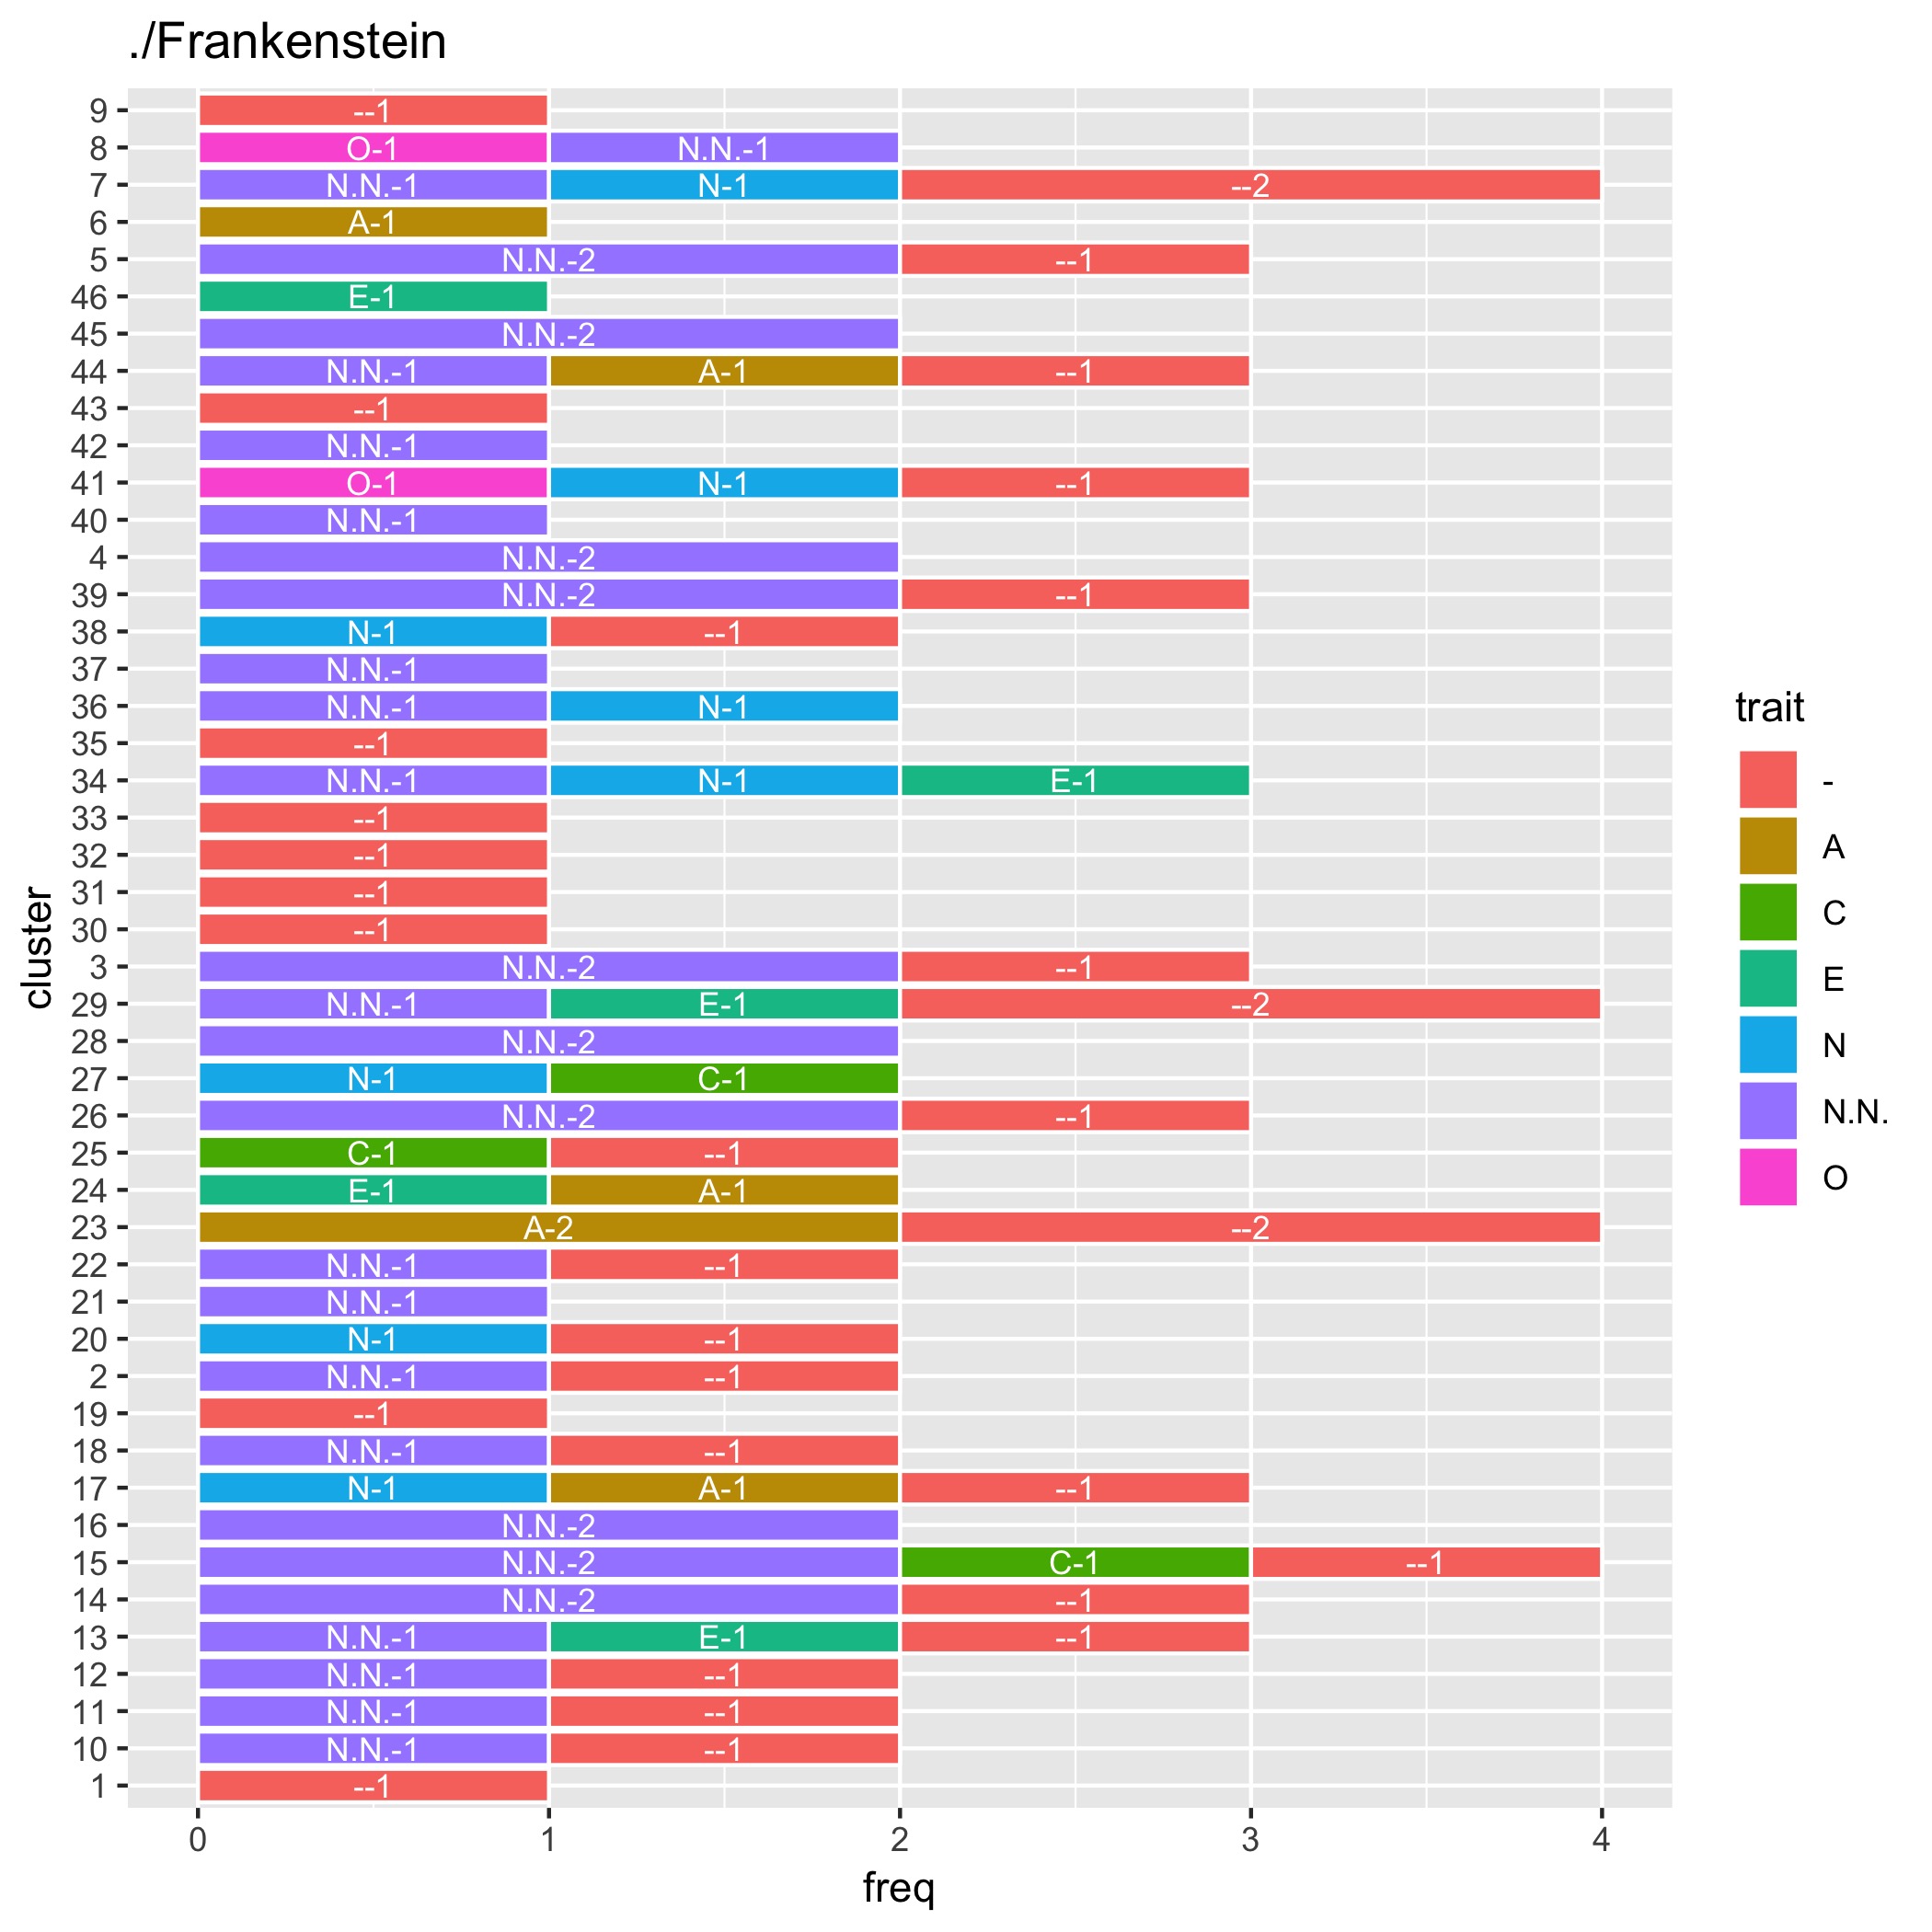 ./Frankenstein
9 --1
8 O-1 N.N.-1
7 N.N.-1 N-1 --2
6 A-1
5 N.N.-2 --1
46 E-1
45 N.N.-2
44 N.N.-1 A-1 --1
43 --1
42 N.N.-1
41 O-1 N-1 --1
40 N.N.-1
4 N.N.-2
39 N.N.-2 --1
38 N-1 --1
37 N.N.-1
36 N.N.-1 N-1
35 --1
34 N.N.-1 N-1 E-1
33 --1
32 --1
31 --1
30 --1
3 N.N.-2 --1
29 N.N.-1 E-1 --2
28 N.N.-2
27 N-1 C-1
26 N.N.-2 --1
25 C-1 --1
24 E-1 A-1
23 A-2 --2
22 N.N.-1 --1
21 N.N.-1
20 N-1 --1
2 N.N.-1 --1
19 --1
18 N.N.-1 --1
17 N-1 A-1 --1
16 N.N.-2
15 N.N.-2 C-1 --1
14 N.N.-2 --1
13 N.N.-1 E-1 --1
12 N.N.-1 --1
11 N.N.-1 --1
10 N.N.-1 --1
1 --1
0 1 2 3 4
freq
cluster
trait
-
A
C
E
N
N.N.
O